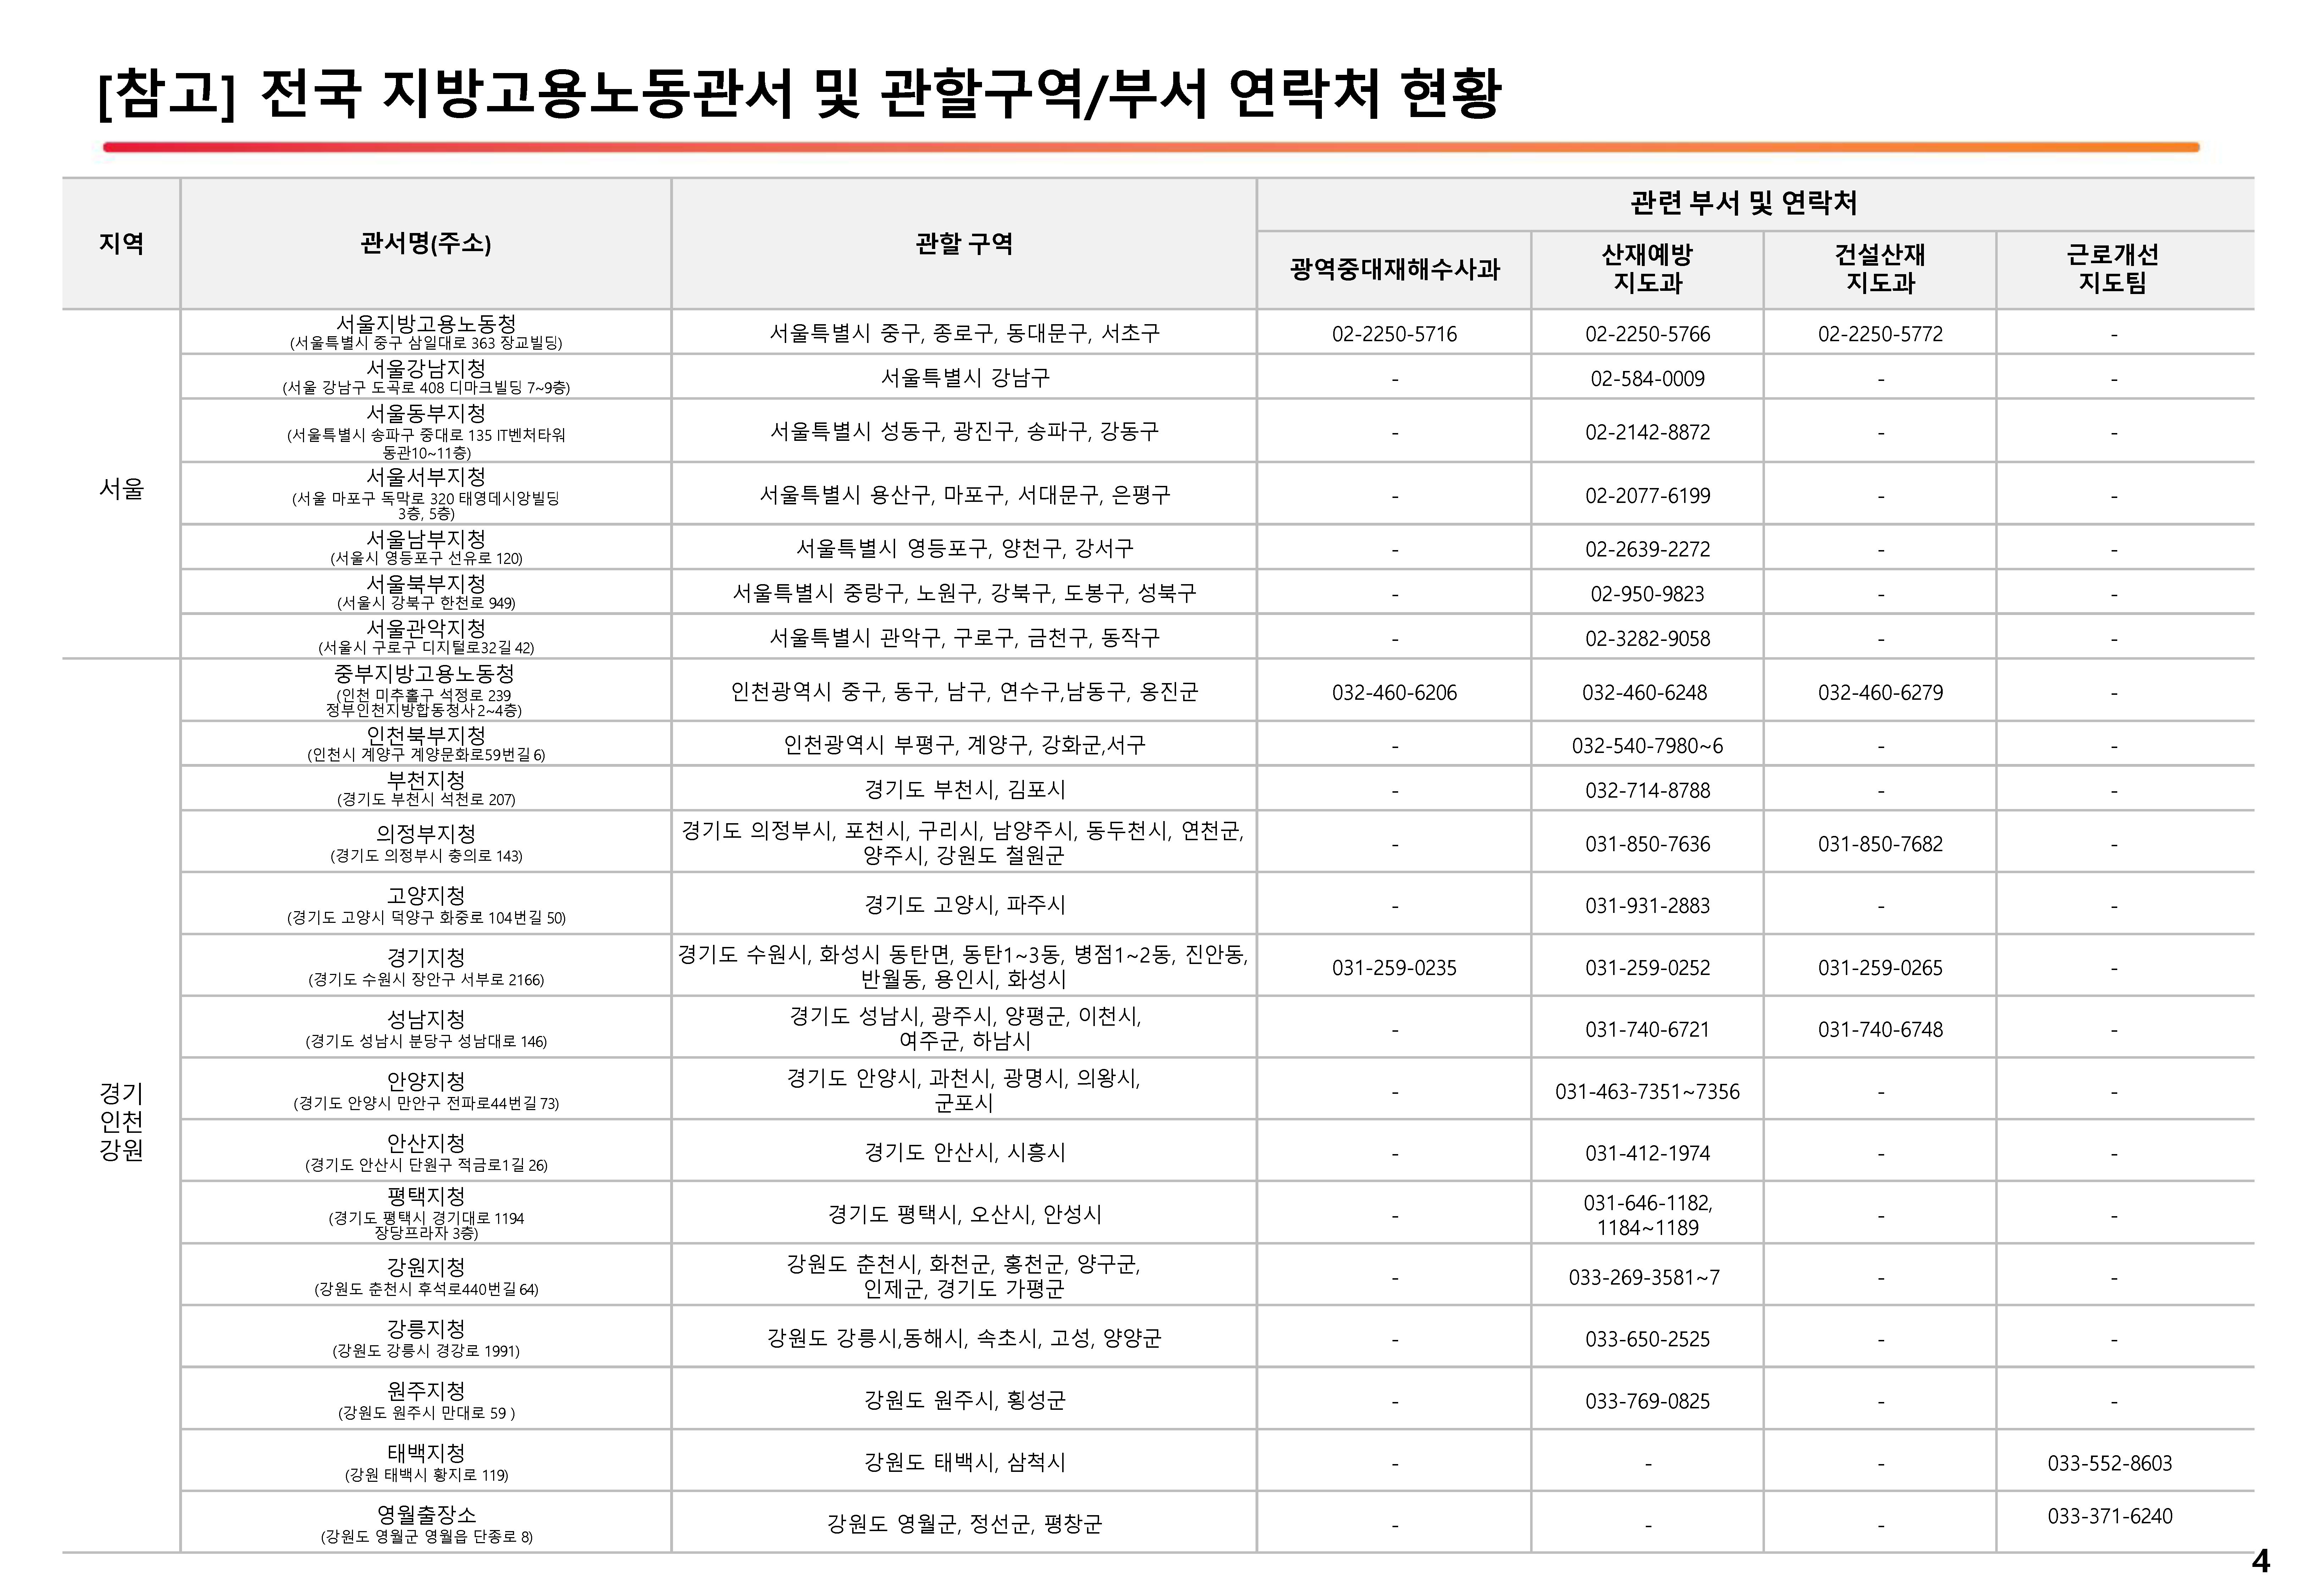 [참고] 전국 지방고용노동관서 및 관할구역/부서 연락처 현황
지역
관서명(주소)
관할 구역
관련 부서 및 연락처
광역중대재해수사과
산재예방
지도과
건설산재
지도과
근로개선
지도팀
서울
서울지방고용노동청
(서울특별시 중구 삼일대로 363 장교빌딩)
서울특별시 중구, 종로구, 동대문구, 서초구
02-2250-5716
02-2250-5766
02-2250-5772
-
서울강남지청
(서울 강남구 도곡로 408 디마크빌딩 7~9층)
서울특별시 강남구
-
02-584-0009
-
-
서울동부지청
(서울특별시 송파구 중대로 135 IT벤처타워
동관10~11층)
서울특별시 성동구, 광진구, 송파구, 강동구
-
02-2142-8872
-
-
서울서부지청
(서울 마포구 독막로 320 태영데시앙빌딩
3층, 5층)
서울특별시 용산구, 마포구, 서대문구, 은평구
-
02-2077-6199
-
-
서울남부지청
(서울시 영등포구 선유로 120)
서울특별시 영등포구, 양천구, 강서구
-
02-2639-2272
-
-
서울북부지청
(서울시 강북구 한천로 949)
서울특별시 중랑구, 노원구, 강북구, 도봉구, 성북구
-
02-950-9823
-
-
서울관악지청
(서울시 구로구 디지털로32길 42)
서울특별시 관악구, 구로구, 금천구, 동작구
-
02-3282-9058
-
-
경기
인천
강원
중부지방고용노동청
(인천 미추홀구 석정로 239
정부인천지방합동청사 2~4층)
인천광역시 중구, 동구, 남구, 연수구,남동구, 옹진군
032-460-6206
032-460-6248
032-460-6279
-
인천북부지청
(인천시 계양구 계양문화로59번길 6)
인천광역시 부평구, 계양구, 강화군,서구
-
032-540-7980~6
-
-
부천지청
(경기도 부천시 석천로 207)
경기도 부천시, 김포시
-
032-714-8788
-
-
의정부지청
(경기도 의정부시 충의로 143)
경기도 의정부시, 포천시, 구리시, 남양주시, 동두천시, 연천군,
양주시, 강원도 철원군
-
031-850-7636
031-850-7682
-
고양지청
(경기도 고양시 덕양구 화중로 104번길 50)
경기도 고양시, 파주시
-
031-931-2883
-
-
경기지청
(경기도 수원시 장안구 서부로 2166)
경기도 수원시, 화성시 동탄면, 동탄1~3동, 병점1~2동, 진안동,
반월동, 용인시, 화성시
031-259-0235
031-259-0252
031-259-0265
-
성남지청
(경기도 성남시 분당구 성남대로 146)
경기도 성남시, 광주시, 양평군, 이천시,
여주군, 하남시
-
031-740-6721
031-740-6748
-
안양지청
(경기도 안양시 만안구 전파로44번길 73)
경기도 안양시, 과천시, 광명시, 의왕시,
군포시
-
031-463-7351~7356
-
-
안산지청
(경기도 안산시 단원구 적금로1길 26)
경기도 안산시, 시흥시
-
031-412-1974
-
-
평택지청
(경기도 평택시 경기대로 1194
장당프라자 3층)
경기도 평택시, 오산시, 안성시
-
031-646-1182,
1184~1189
-
-
강원지청
(강원도 춘천시 후석로440번길 64)
강원도 춘천시, 화천군, 홍천군, 양구군,
인제군, 경기도 가평군
-
033-269-3581~7
-
-
강릉지청
(강원도 강릉시 경강로 1991)
강원도 강릉시,동해시, 속초시, 고성, 양양군
-
033-650-2525
-
-
원주지청
(강원도 원주시 만대로 59 )
강원도 원주시, 횡성군
-
033-769-0825
-
-
태백지청
(강원 태백시 황지로 119)
강원도 태백시, 삼척시
-
-
-
033-552-8603
영월출장소
(강원도 영월군 영월읍 단종로 8)
강원도 영월군, 정선군, 평창군
-
-
-
033-371-6240
4